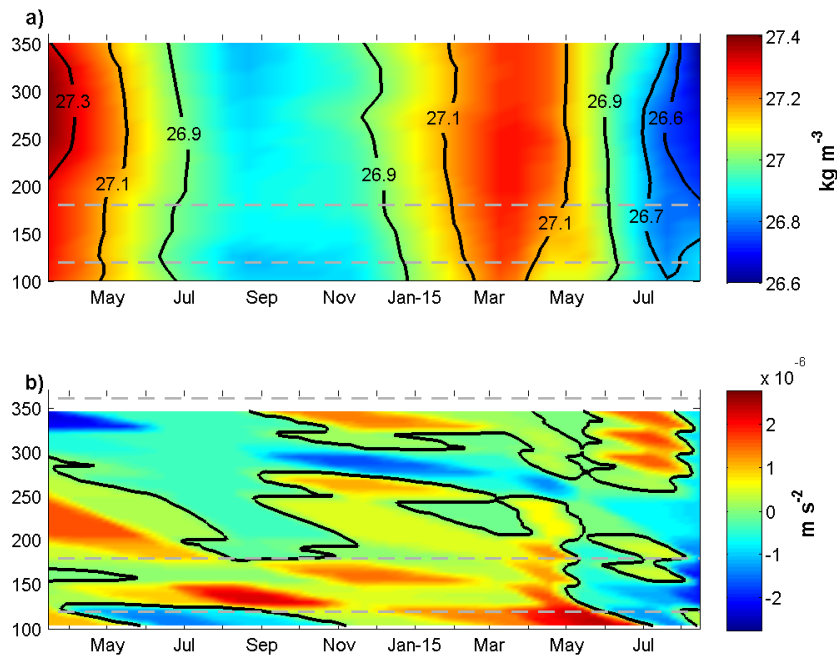 a)
350
300
250
200
150
100
27.3
27.1
26.9
26.9
27.1
27.1
26.9
26.7
26.6
May
Jul
Sep
Nov
Jan-15
Mar
May
Jul
27.4
27.2
27
26.8
26.6
kg m-3
b)
350
300
250
200
150
100
May
Jul
Sep
Nov
Jan-15
Mar
May
Jul
x 10-6
2
1
0
-1
-2
m s-2